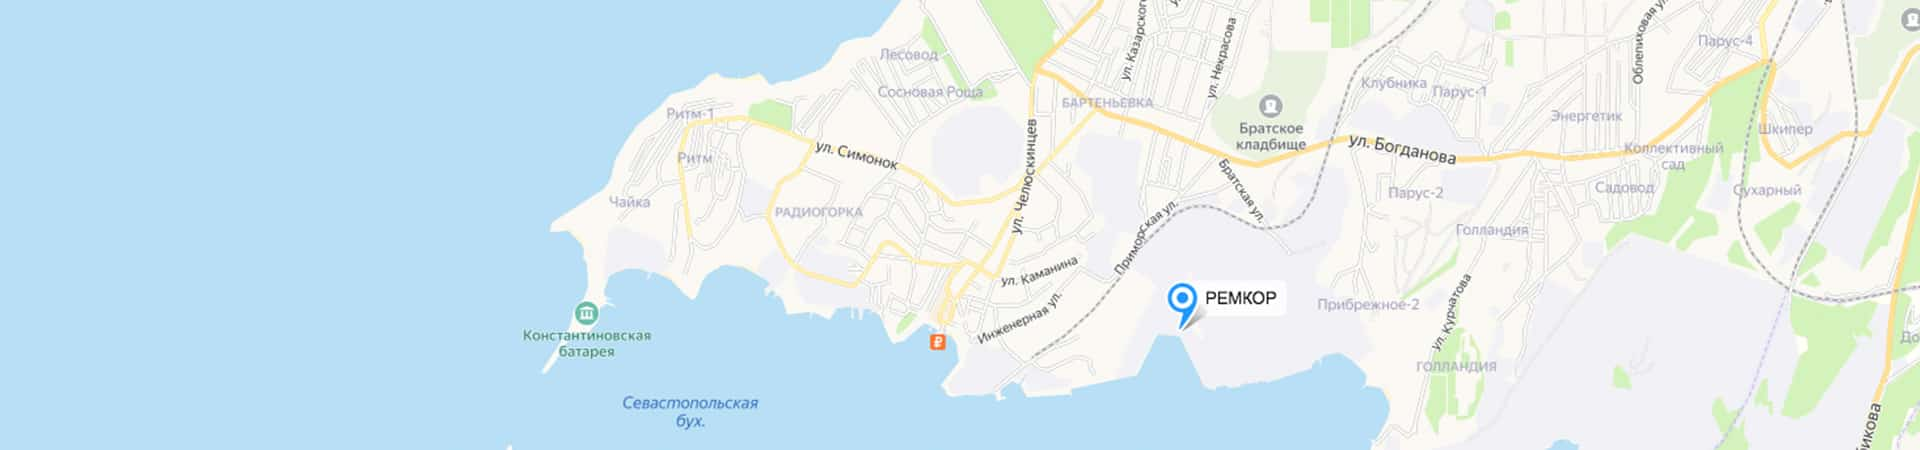 Лесовод
Сосновая Роща
Ритм-1
Ритм
Чайка
РАДИОГОРКА
ул. Симонок
ул. Челюскинцев
БАРТЕНЬЕВКА
ул. Казарского
ул. Некрасова
Братское
кладбище
Братская ул.
Приморская ул.
ул. Богданова
Клубника
Парус-1
Парус-2
Парус-4
Облепиховая ул.
Энергетик
Шкипер
Коллективный
сад
Садовод
Сухарный
Голландия
Прибрежное-2
ул. Курчатова
ГОЛЛАНДИЯ
ул. Каманина
Инженерная ул.
РЕМКОР
Константиновская
батарея
Севастопольская
бух.
₽